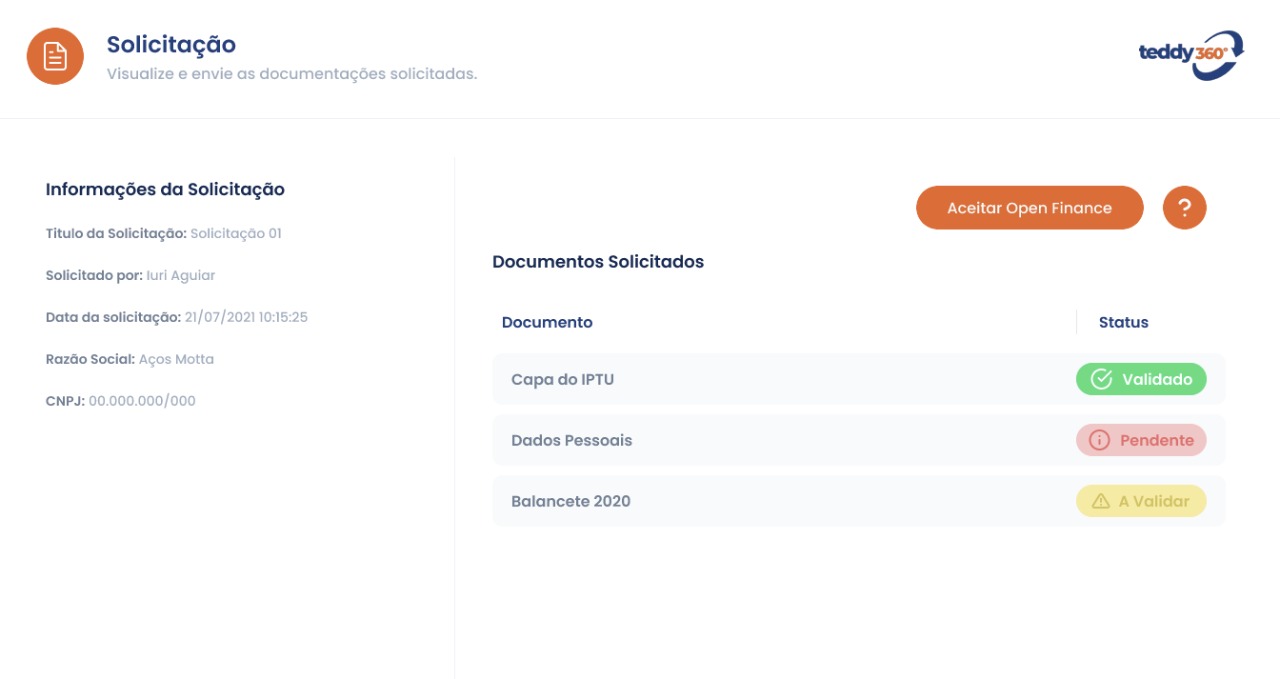 Solicitação
Visualize e envie as documentações solicitadas.
teddy360°
Informações da Solicitação
Titulo da Solicitação: Solicitação 01
Solicitado por: Iuri Aguiar
Data da solicitação: 21/07/2021 10:15:25
Razão Social: Aços Motta
CNPJ: 00.000.000/000
Aceitar Open Finance
?
Documentos Solicitados
Documento Status
Capa do IPTU Validado
Dados Pessoais Pendente
Balancete 2020 A Validar